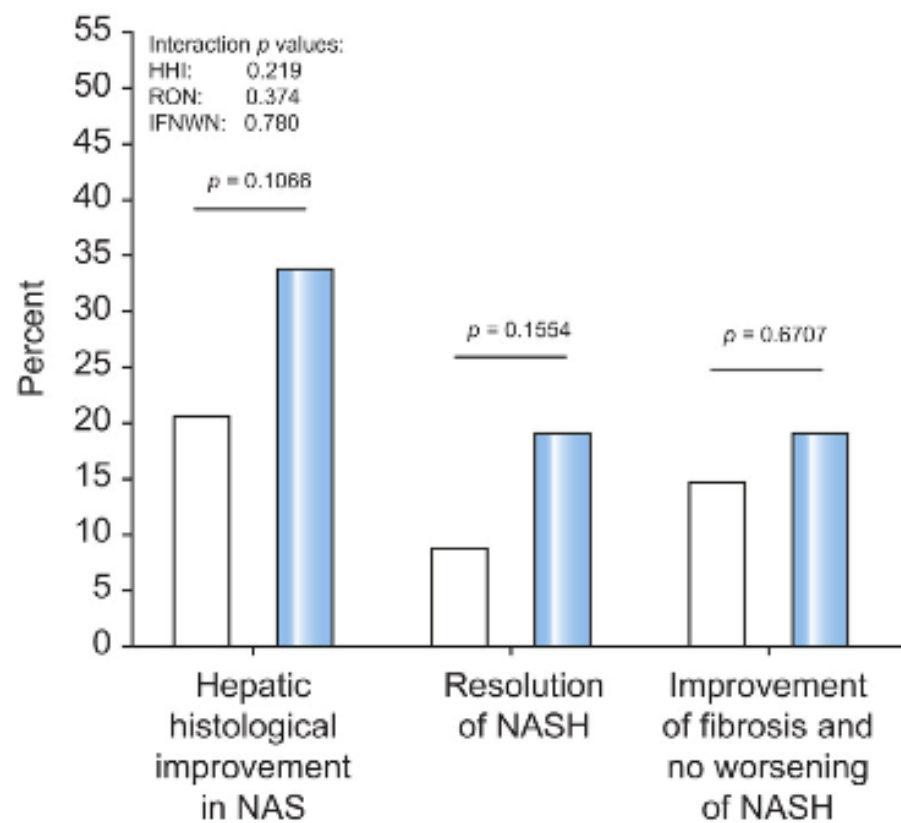 Interaction p values:
HHI: 0.219
RON: 0.374
IFNWN: 0.780
p = 0.1066
p = 0.1554
p = 0.6707
Percent
55
50
45
40
35
30
25
20
15
10
5
0
Hepatic
histological
improvement
in NAS
Resolution
of NASH
Improvement
of fibrosis and
no worsening
of NASH